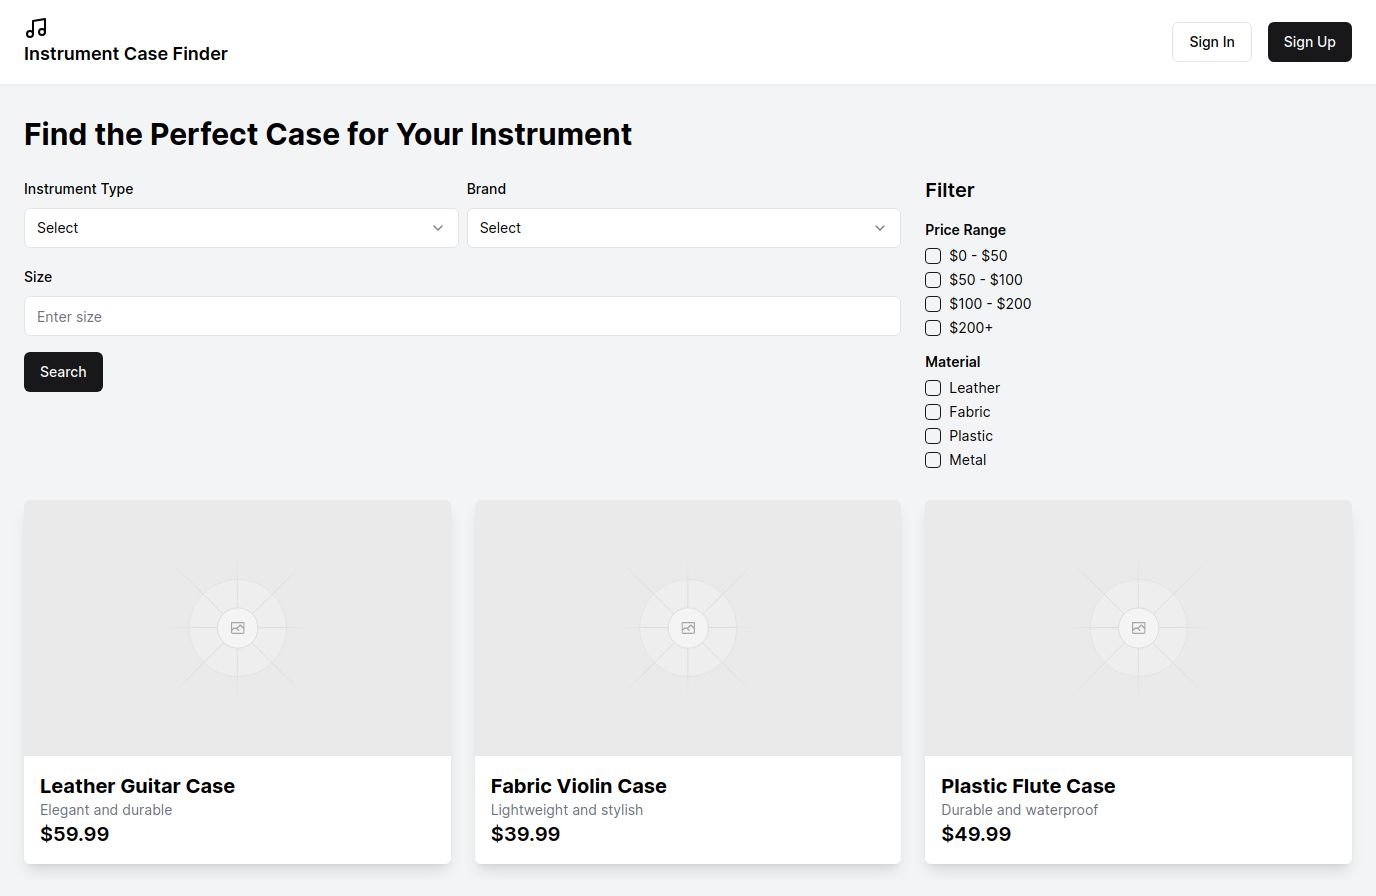 Instrument Case Finder
Sign In
Sign Up
Find the Perfect Case for Your Instrument
Instrument Type
Select
Brand
Select
Size
Enter size
Search
Filter
Price Range
$0 - $50
$50 - $100
$100 - $200
$200+
Material
Leather
Fabric
Plastic
Metal
Leather Guitar Case
Elegant and durable
$59.99
Fabric Violin Case
Lightweight and stylish
$39.99
Plastic Flute Case
Durable and waterproof
$49.99